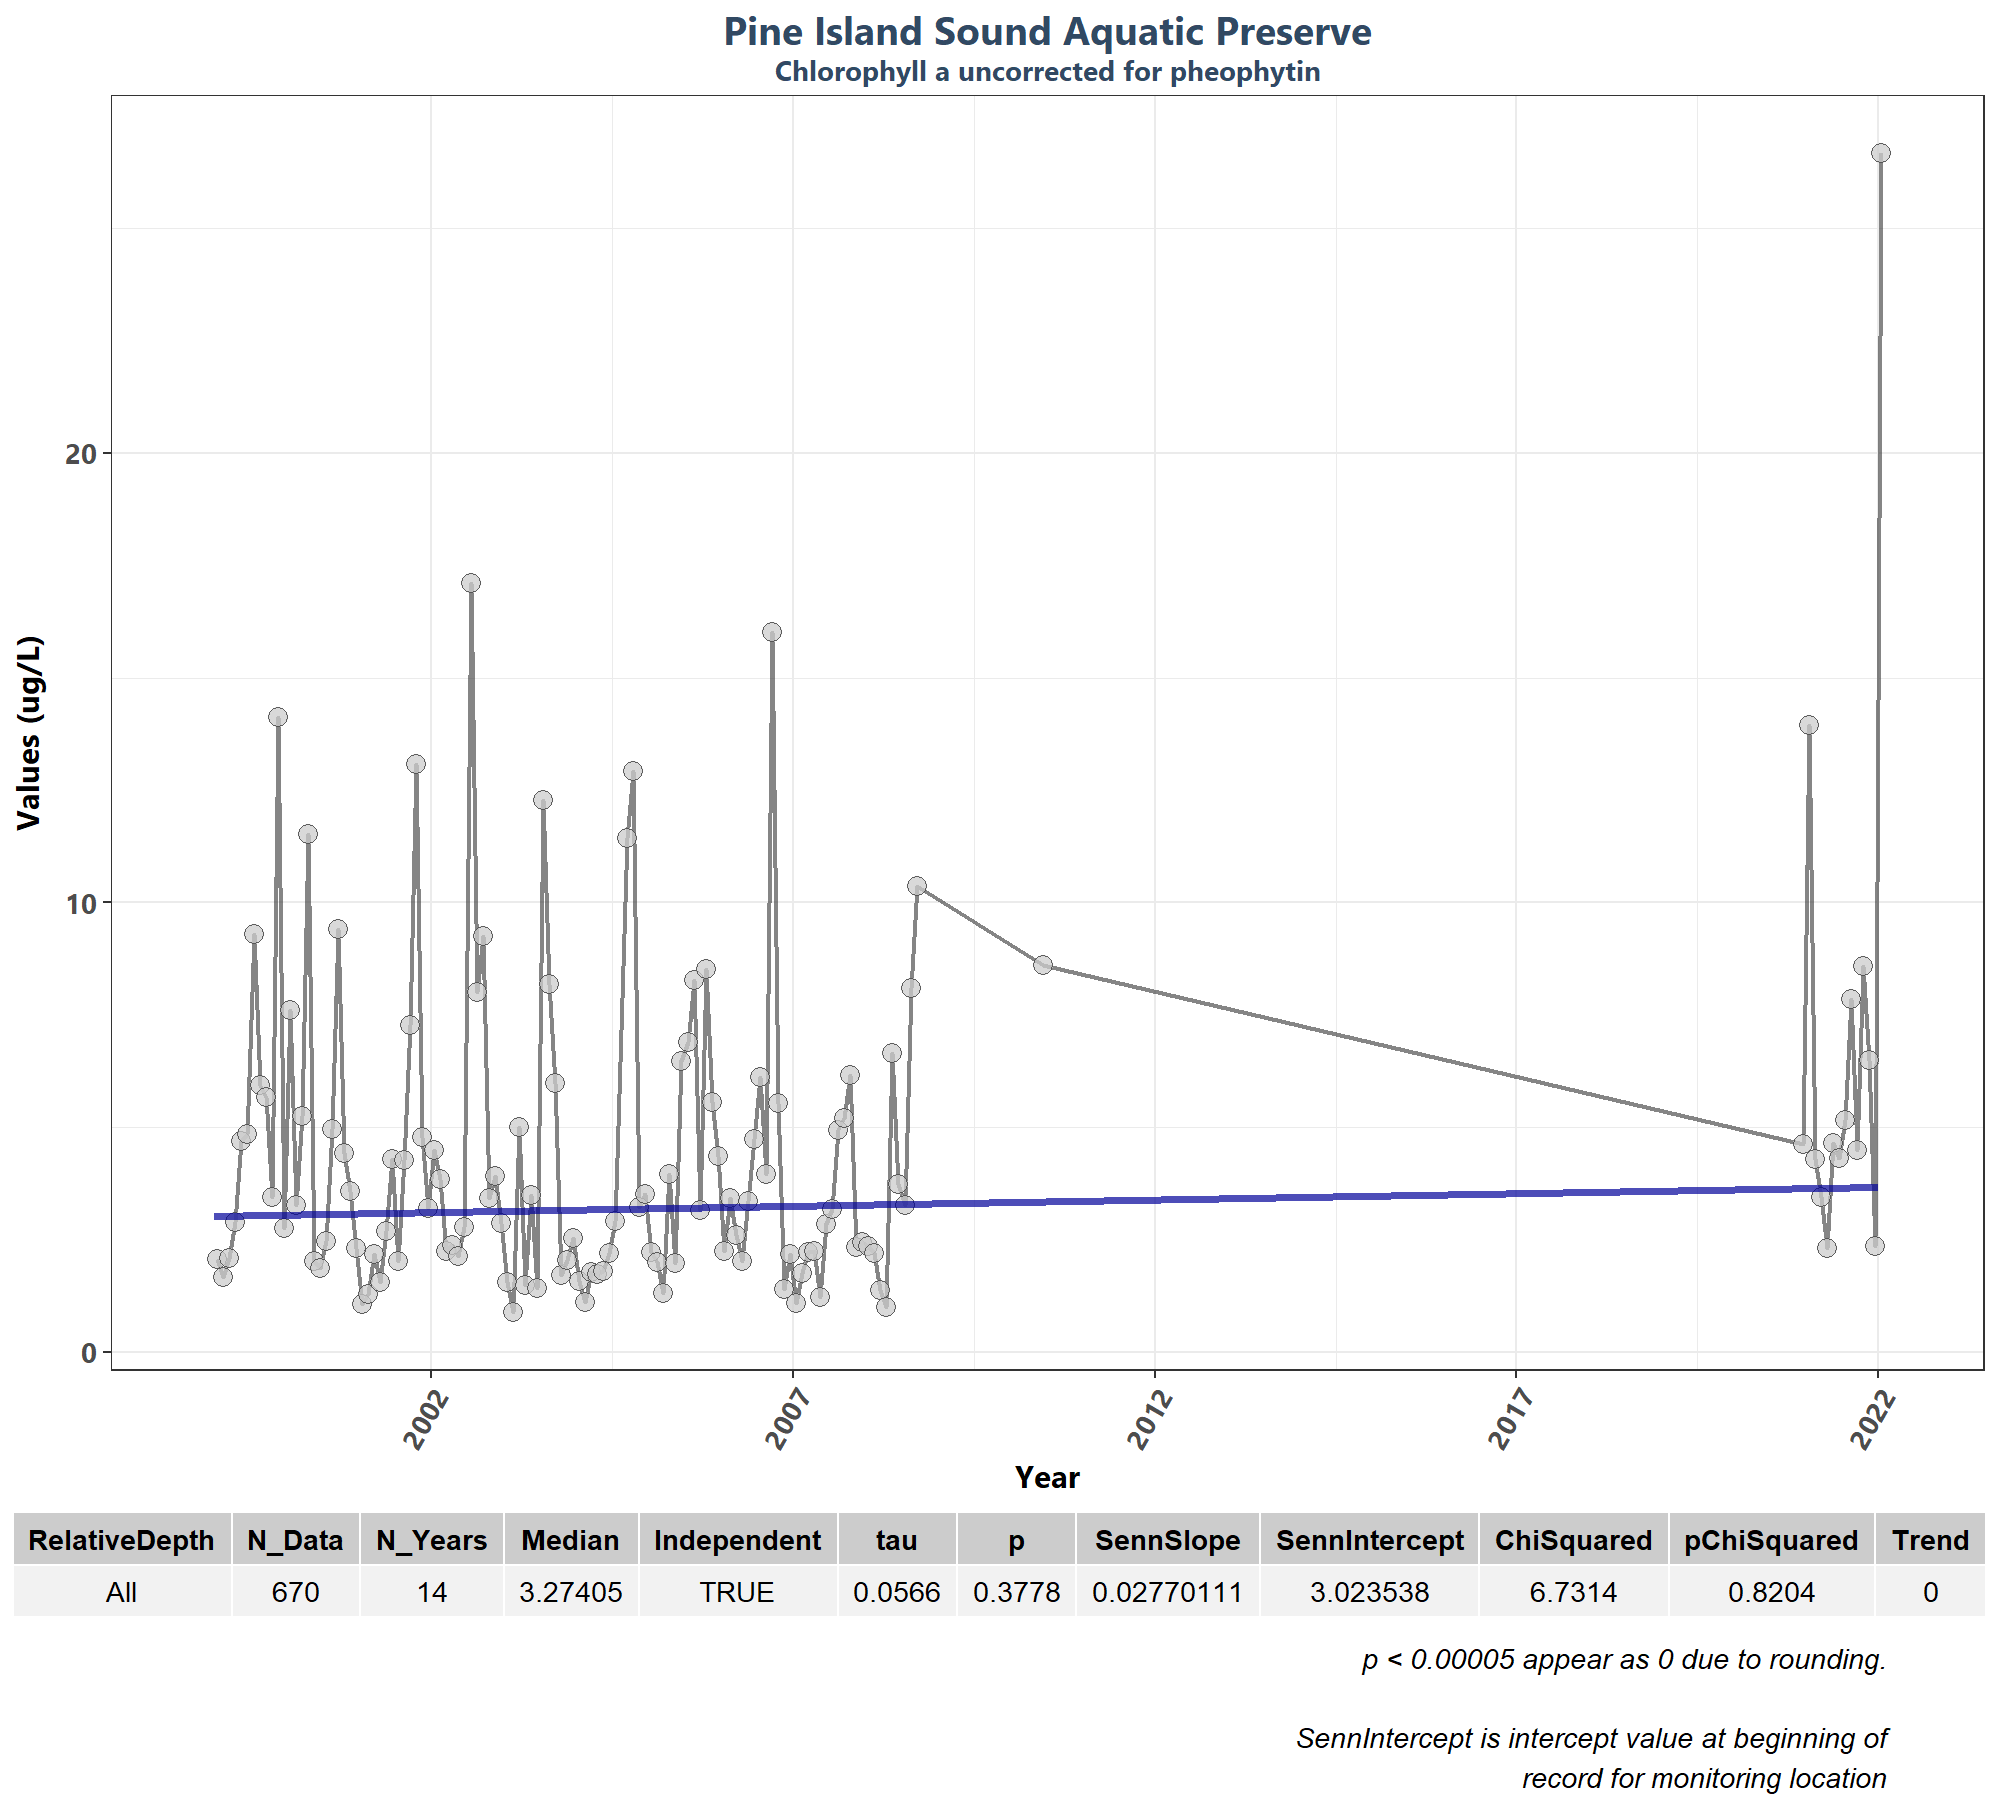 Pine Island Sound Aquatic Preserve
Chlorophyll a uncorrected for pheophytin
Values (ug/L)
20
10
0
2002 2007 2012 2017 2022
Year
RelativeDepth N_Data N_Years Median Independent tau p SennSlope SennIntercept ChiSquared pChiSquared Trend
All 670 14 3.27405 TRUE 0.0566 0.3778 0.02770111 3.023538 6.7314 0.8204 0
p < 0.00005 appear as 0 due to rounding.
SennIntercept is intercept value at beginning of
record for monitoring location